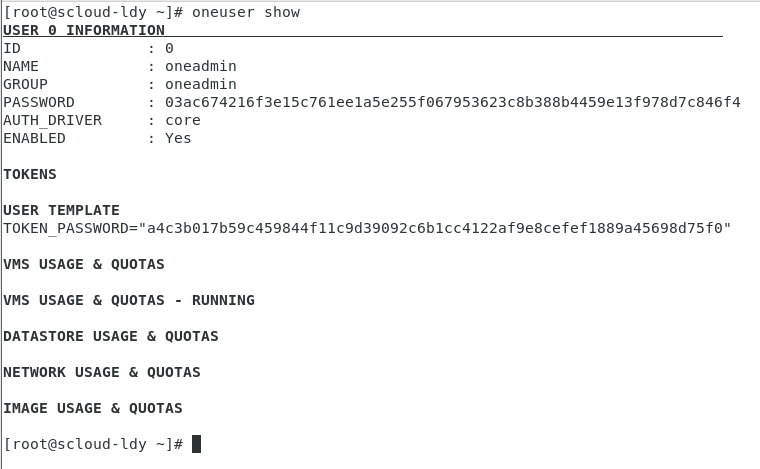 [root@scloud-ldy ~]# oneuser show
USER 0 INFORMATION
ID : 0
NAME : oneadmin
GROUP : oneadmin
PASSWORD : 03ac674216f3e15c761ee1a5e255f067953623c8b388b4459e13f978d7c846f4
AUTH_DRIVER : core
ENABLED : Yes
TOKENS
USER TEMPLATE
TOKEN_PASSWORD="a4c3b017b59c459844f11c9d39092c6b1cc4122af9e8cefef1889a45698d75f0"
VMS USAGE & QUOTAS
VMS USAGE & QUOTAS - RUNNING
DATASTORE USAGE & QUOTAS
NETWORK USAGE & QUOTAS
IMAGE USAGE & QUOTAS
[root@scloud-ldy ~]#